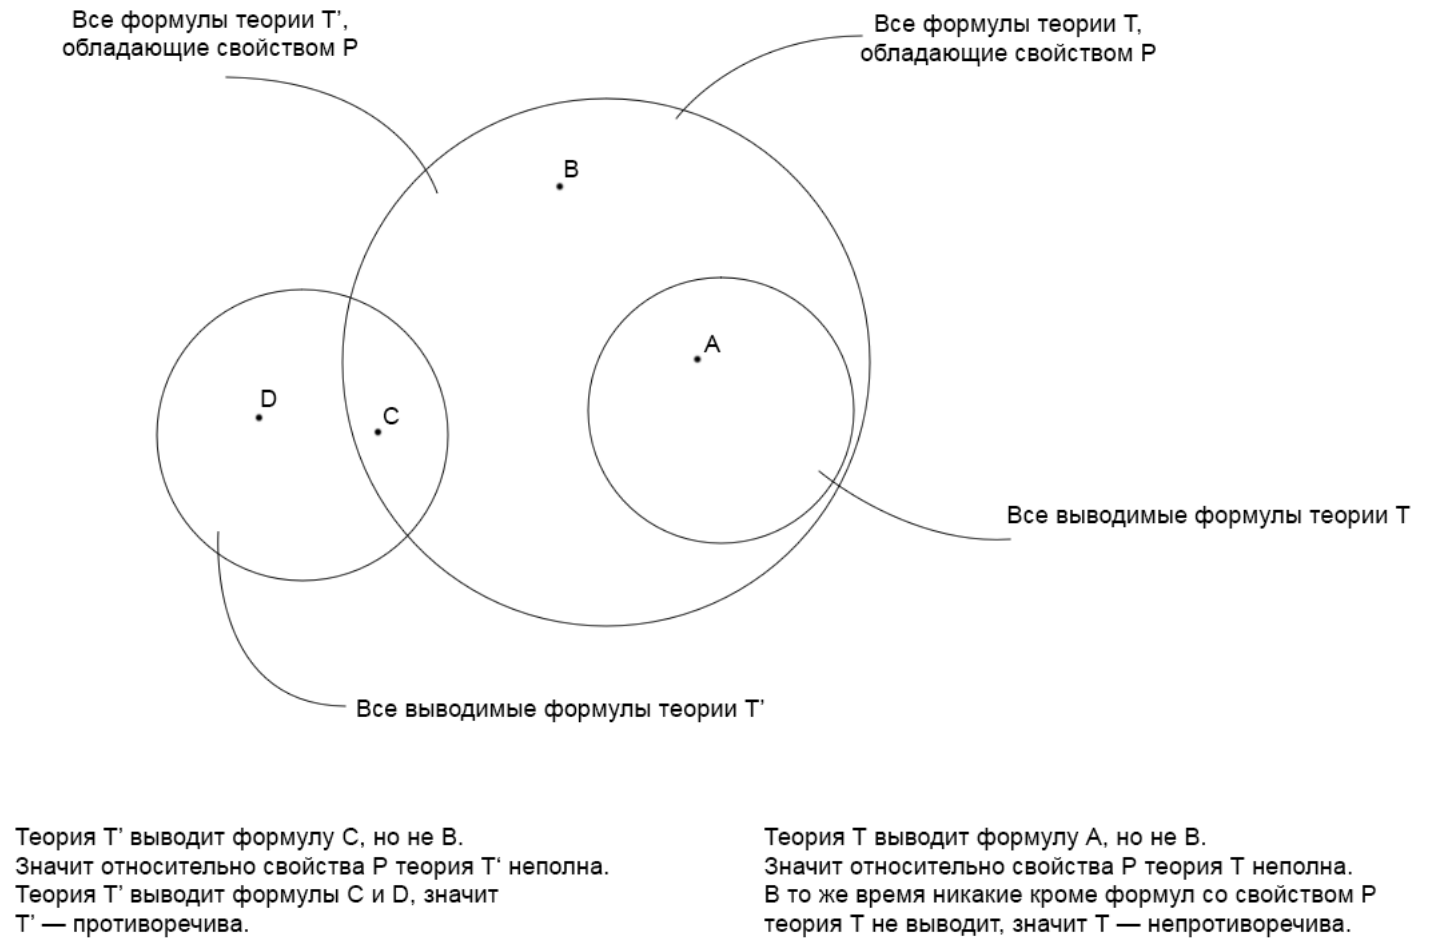 Все формулы теории T’,
обладающие свойством P
Все формулы теории T,
обладающие свойством P
B
A
D
C
Все выводимые формулы теории T
Все выводимые формулы теории T’
Теория T’ выводит формулу C, но не B.
Значит относительно свойства P теория T‘ неполна.
Теория T’ выводит формулы C и D, значит
T’ — противоречива.
Теория T выводит формулу A, но не B.
Значит относительно свойства P теория T неполна.
В то же время никакие кроме формул со свойством P
теория T не выводит, значит T — непротиворечива.